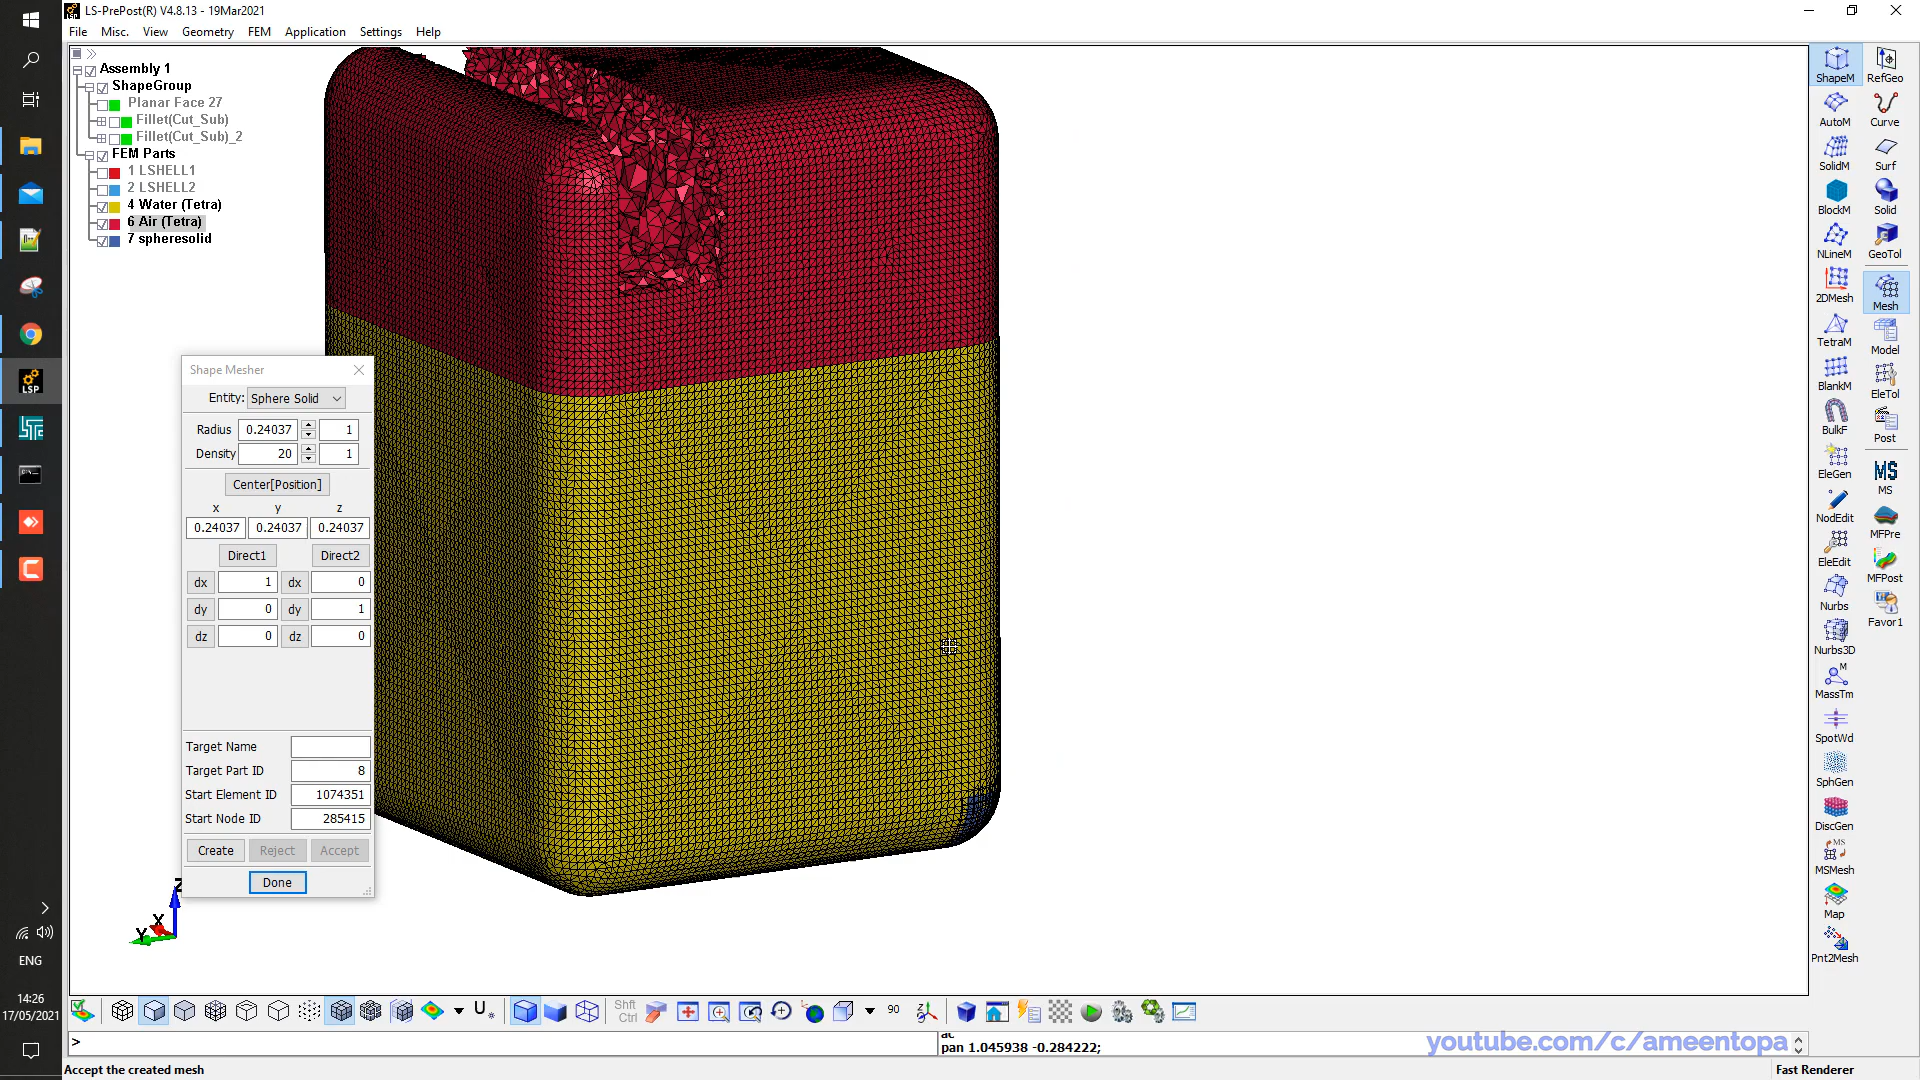 LS-PrePost(R) V4.8.13 - 19Mar2021
File Misc. View Geometry FEM Application Settings Help
Assembly 1
ShapeGroup
Planar Face 27
Fillet(Cut_Sub)
Fillet(Cut_Sub)_2
FEM Parts
1 LSHELL1
2 LSHELL2
4 Water (Tetra)
6 Air (Tetra)
7 spheresolid
Shape Mesher
Entity: Sphere Solid
Radius 0.24037 1
Density 20 1
Center[Position]
x y z
0.24037 0.24037 0.24037
Direct1 Direct2
dx 1 dx 0
dy 0 dy 1
dz 0 dz 0
Target Name
Target Part ID 8
Start Element ID 1074351
Start Node ID 285415
Create Reject Accept
Done
Z
X
Y
ShapeM RefGeo
AutoM Curve
SolidM Surf
BlockM Solid
NLineM GeoTol
2DMesh Mesh
TetraM Model
BlankM EleTol
BulkF Post
EleGen MS
MS
NodEdit MFPre
EleEdit MFPost
Nurbs Favor1
Nurbs3D
M
MassTm
SpotWd
SphGen
DiscGen
MS
MSMesh
Map
Pnt2Mesh
LSP
ENG
14:26
17/05/2021
Shft
Ctrl
90
>
ac
pan 1.045938 -0.284222;
youtube.com/c/ameentopa
Accept the created mesh
Fast Renderer